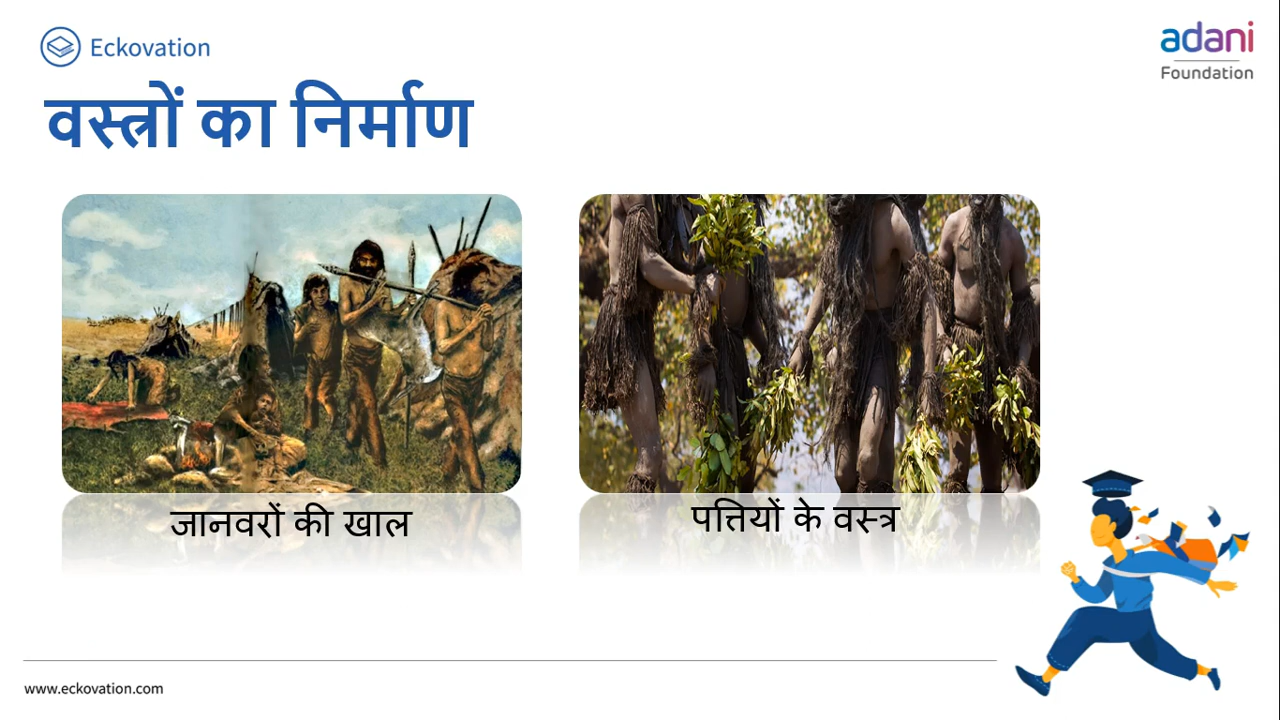 Eckovation
adani
Foundation
वस्त्रों का निर्माण
जानवरों की खाल
पत्तियों के वस्त्र
www.eckovation.com